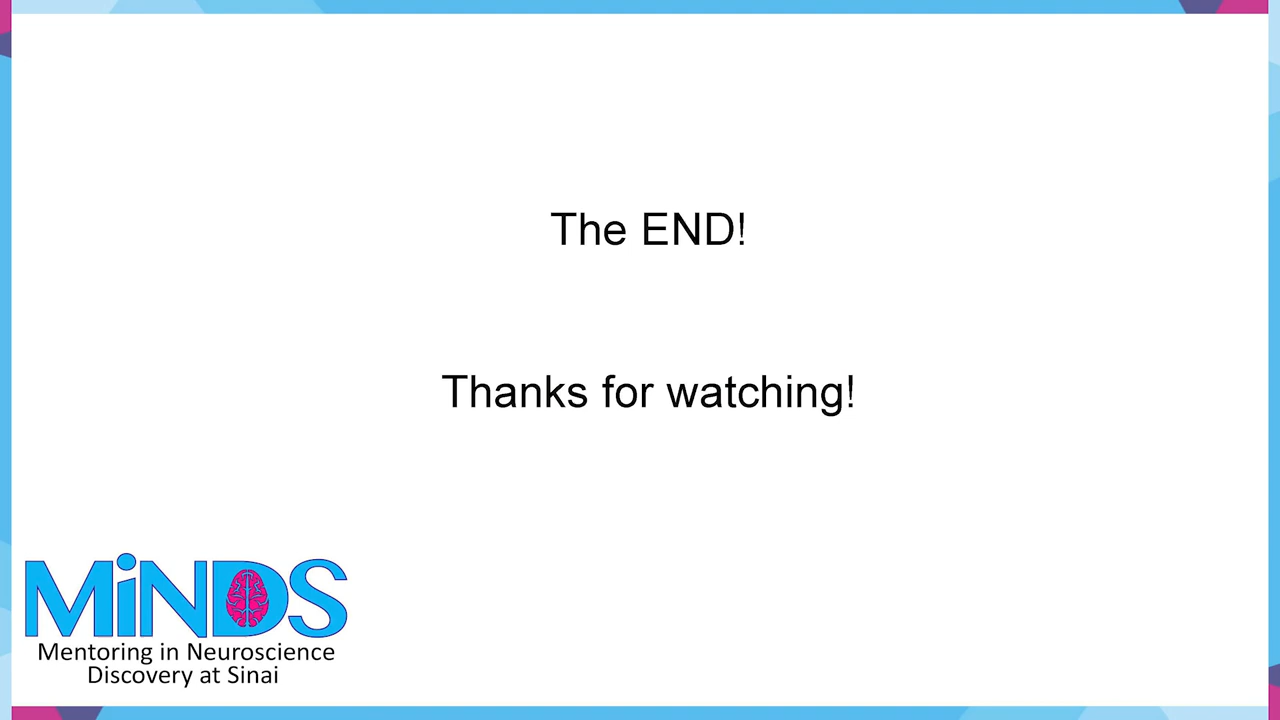 The END!
Thanks for watching!
MiNDS
Mentoring in Neuroscience
Discovery at Sinai